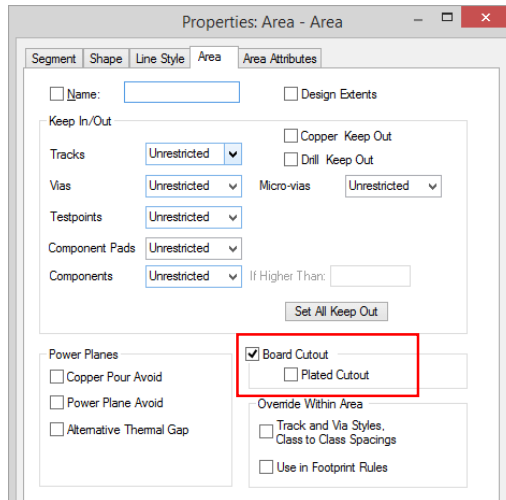 Properties: Area - Area
Segment Shape Line Style Area Area Attributes
Name: Design Extents
Keep In/Out
Copper Keep Out
Tracks Unrestricted Drill Keep Out
Vias Unrestricted Micro-vias Unrestricted
Testpoints Unrestricted
Component Pads Unrestricted
Components Unrestricted If Higher Than:
Set All Keep Out
Power Planes
Copper Pour Avoid
Power Plane Avoid
Alternative Thermal Gap
Board Cutout
Plated Cutout
Override Within Area
Track and Via Styles,
Class to Class Spacings
Use in Footprint Rules